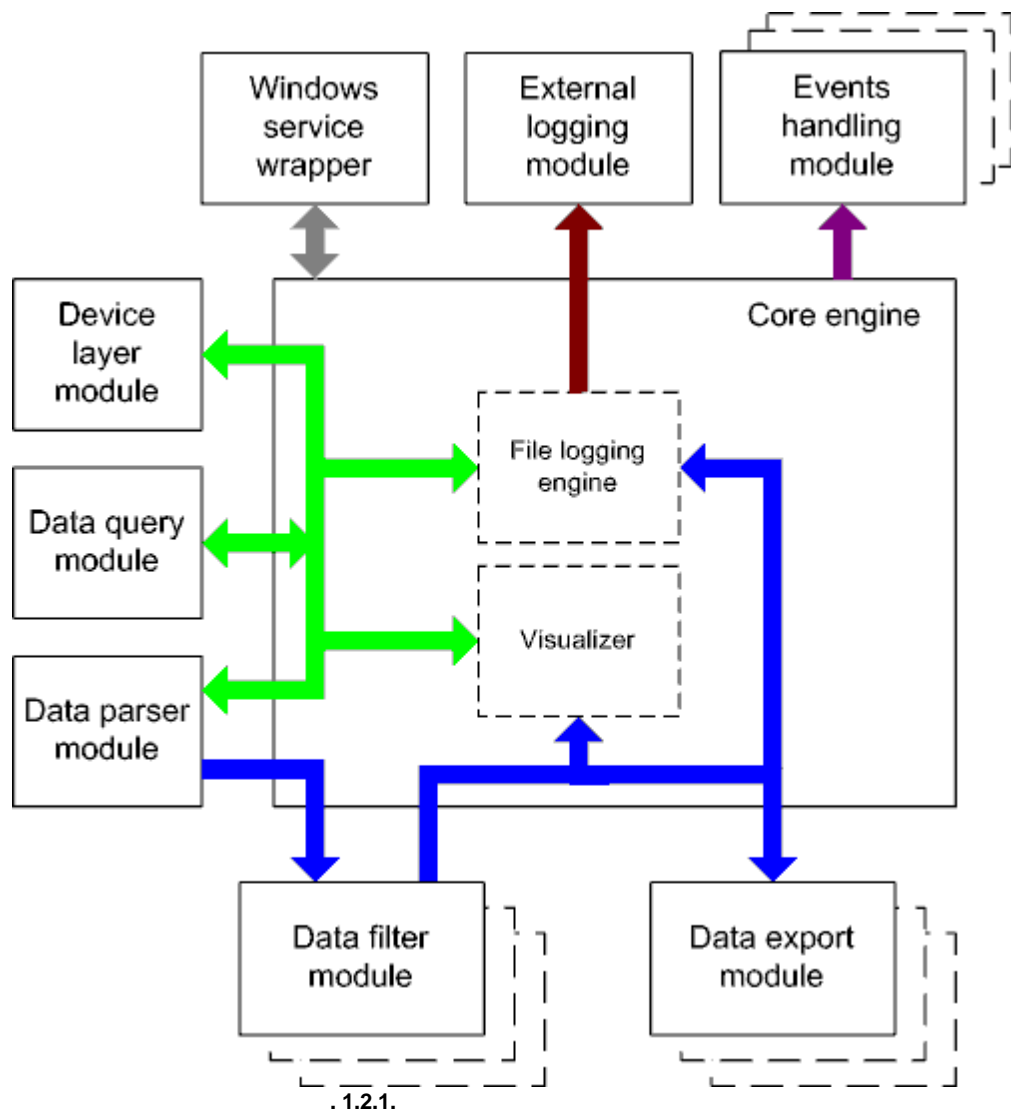 Windows
service
wrapper
External
logging
module
Events
handling
module
Device
layer
module
Core engine
File logging
engine
Data query
module
Visualizer
Data parser
module
Data filter
module
Data export
module
. 1.2.1.